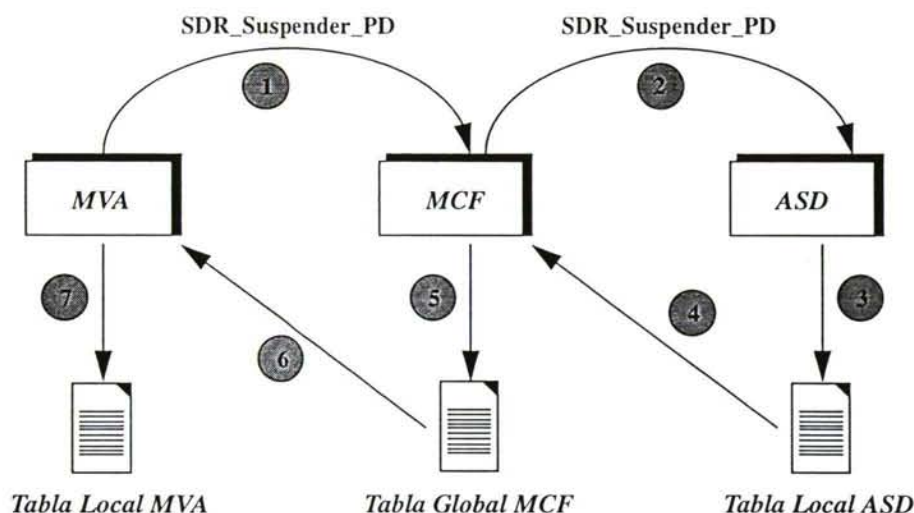 SDR_Suspender_PD SDR_Suspender_PD
1 2
MVA MCF ASD
7 5 3
6 4
Tabla Local MVA Tabla Global MCF Tabla Local ASD